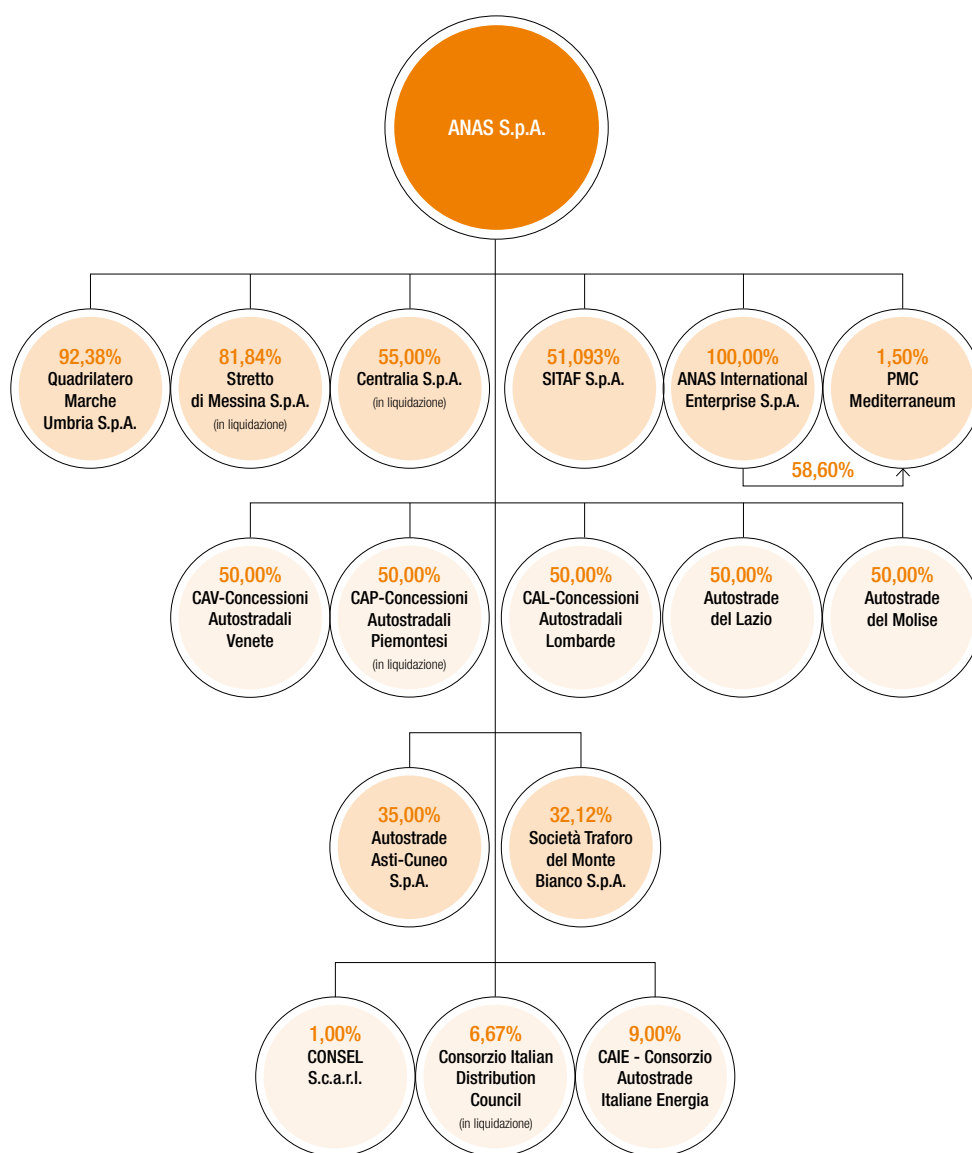 ANAS S.p.A.
92,38%
Quadrilatero
Marche
Umbria S.p.A.
81,84%
Stretto
di Messina S.p.A.
(in liquidazione)
55,00%
Centralia S.p.A.
(in liquidazione)
51,093%
SITAF S.p.A.
100,00%
ANAS International
Enterprise S.p.A.
1,50%
PMC
Mediterraneum
58,60%
50,00%
CAV-Concessioni
Autostradali
Venete
50,00%
CAP-Concessioni
Autostradali
Piemontesi
(in liquidazione)
50,00%
CAL-Concessioni
Autostradali
Lombarde
50,00%
Autostrade
del Lazio
50,00%
Autostrade
del Molise
35,00%
Autostrade
Asti-Cuneo
S.p.A.
32,12%
Società Traforo
del Monte
Bianco S.p.A.
1,00%
CONSEL
S.c.a.r.l.
6,67%
Consorzio Italian
Distribution
Council
(in liquidazione)
9,00%
CAIE - Consorzio
Autostrade
Italiane Energia